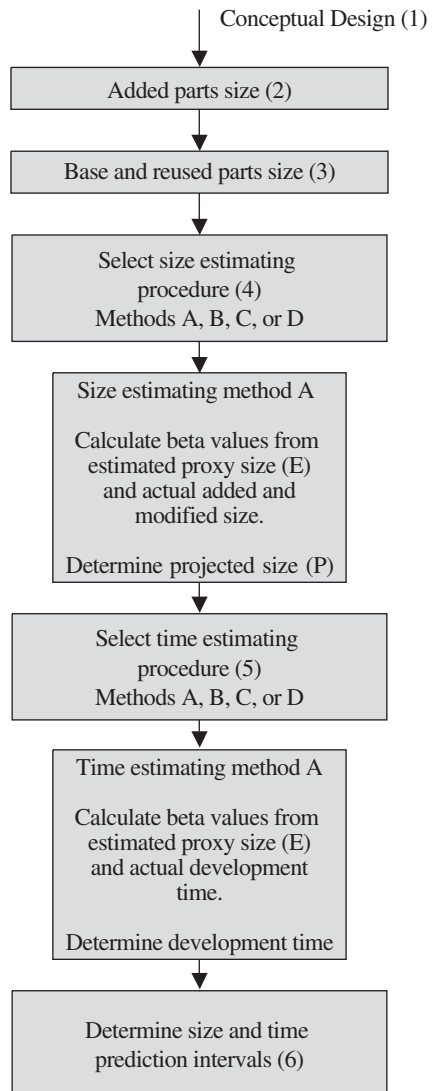 Conceptual Design (1)
Added parts size (2)
Base and reused parts size (3)
Select size estimating
procedure (4)
Methods A, B, C, or D
Size estimating method A
Calculate beta values from
estimated proxy size (E)
and actual added and
modified size.
Determine projected size (P)
Select time estimating
procedure (5)
Methods A, B, C, or D
Time estimating method A
Calculate beta values from
estimated proxy size (E)
and actual development
time.
Determine development time
Determine size and time
prediction intervals (6)